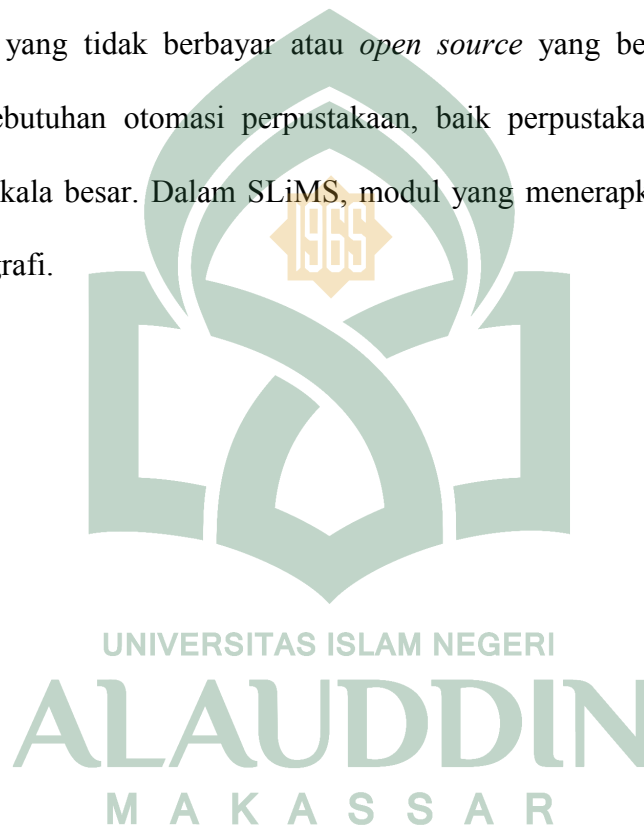 yang tidak berbayar atau open source yang be
ebutuhan otomasi perpustakaan, baik perpustaka
kala besar. Dalam SLiMS, modul yang menerapk
grafi.
1965
UNIVERSITAS ISLAM NEGERI
ALAUDDIN
MAKASSAR